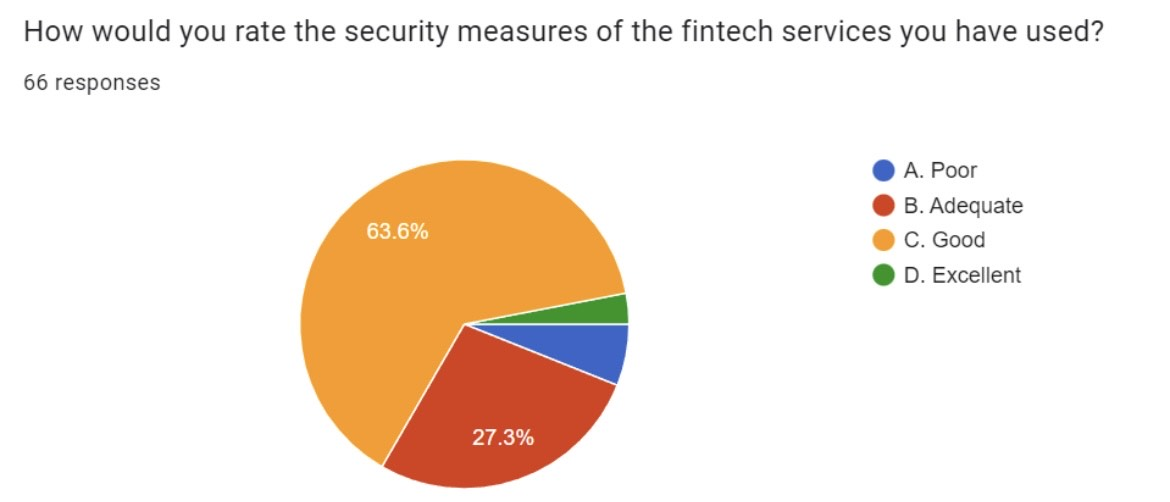 How would you rate the security measures of the fintech services you have used?
66 responses
A. Poor
B. Adequate
C. Good
D. Excellent
63.6%
27.3%